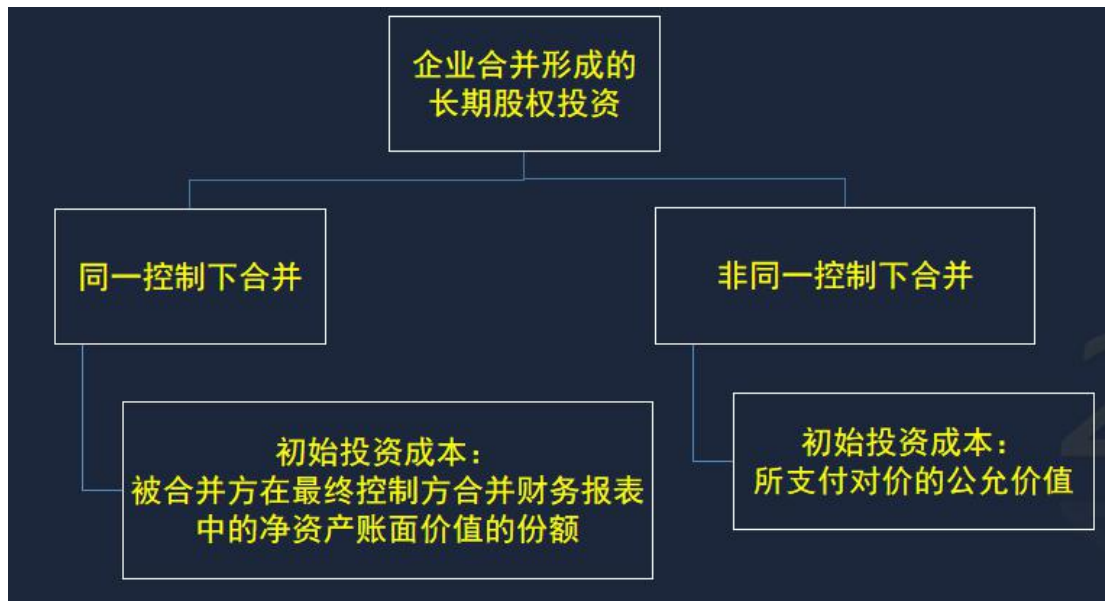 企业合并形成的
长期股权投资
同一控制下合并
非同一控制下合并
初始投资成本：
被合并方在最终控制方合并财务报表
中的净资产账面价值的份额
初始投资成本：
所支付对价的公允价值